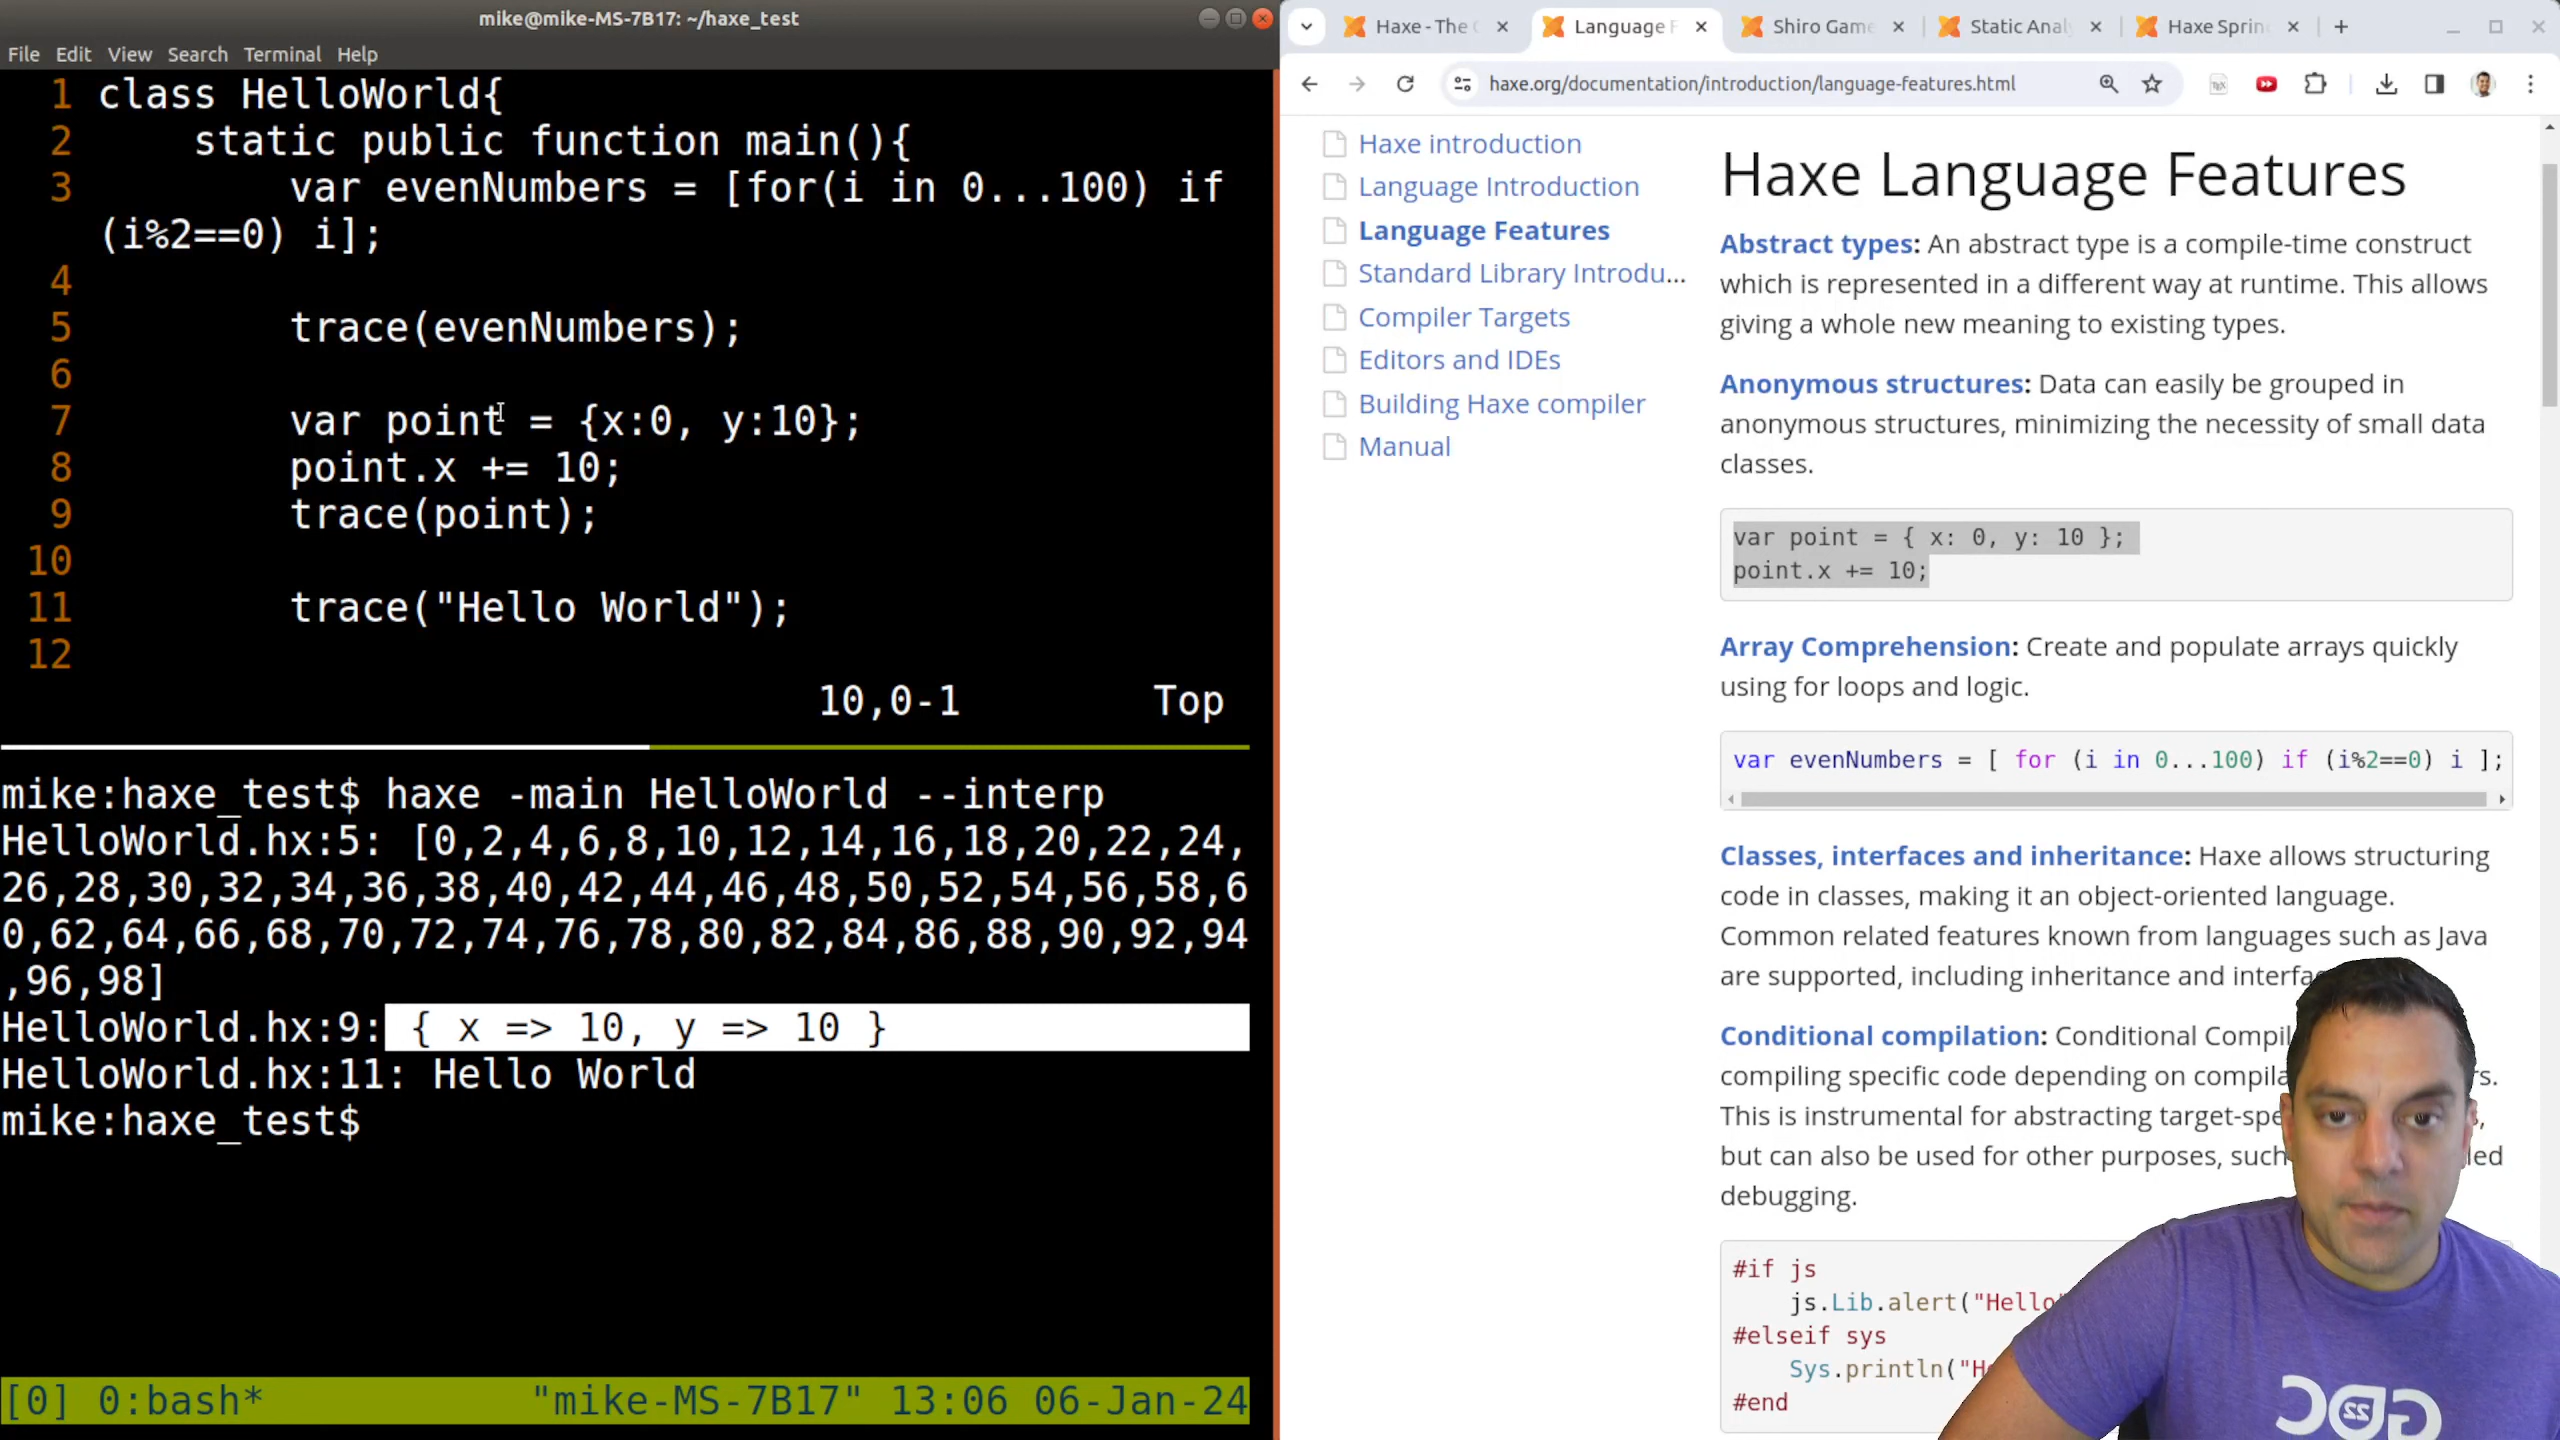 mike@mike-MS-7B17: ~/haxe_test
File Edit View Search Terminal Help
1 class HelloWorld{
2 static public function main(){
3 var evenNumbers = [for(i in 0...100) if
(i%2==0) i];
4
5 trace(evenNumbers);
6
7 var point = {x:0, y:10};
8 point.x += 10;
9 trace(point);
10
11 trace("Hello World");
12
10,0-1 Top
mike:haxe_test$ haxe -main HelloWorld --interp
HelloWorld.hx:5: [0,2,4,6,8,10,12,14,16,18,20,22,24,
26,28,30,32,34,36,38,40,42,44,46,48,50,52,54,56,58,6
0,62,64,66,68,70,72,74,76,78,80,82,84,86,88,90,92,94
,96,98]
HelloWorld.hx:9: { x => 10, y => 10 }
HelloWorld.hx:11: Hello World
mike:haxe_test$
[0] 0:bash* "mike-MS-7B17" 13:06 06-Jan-24
Haxe - The Language F Shiro Game Static Anal Haxe Sprin
haxe.org/documentation/introduction/language-features.html
Haxe introduction
Language Introduction
Language Features
Standard Library Introdu...
Compiler Targets
Editors and IDEs
Building Haxe compiler
Manual
Haxe Language Features
Abstract types: An abstract type is a compile-time construct
which is represented in a different way at runtime. This allows
giving a whole new meaning to existing types.
Anonymous structures: Data can easily be grouped in
anonymous structures, minimizing the necessity of small data
classes.
var point = { x: 0, y: 10 };
point.x += 10;
Array Comprehension: Create and populate arrays quickly
using for loops and logic.
var evenNumbers = [ for (i in 0...100) if (i%2==0) i ];
Classes, interfaces and inheritance: Haxe allows structuring
code in classes, making it an object-oriented language.
Common related features known from languages such as Java
are supported, including inheritance and interfa
Conditional compilation: Conditional Compil
compiling specific code depending on compila rs.
This is instrumental for abstracting target-spe ,
but can also be used for other purposes, such led
debugging.
#if js
js.Lib.alert("Hello
#elseif sys
Sys.println("H
#end
GDC 22